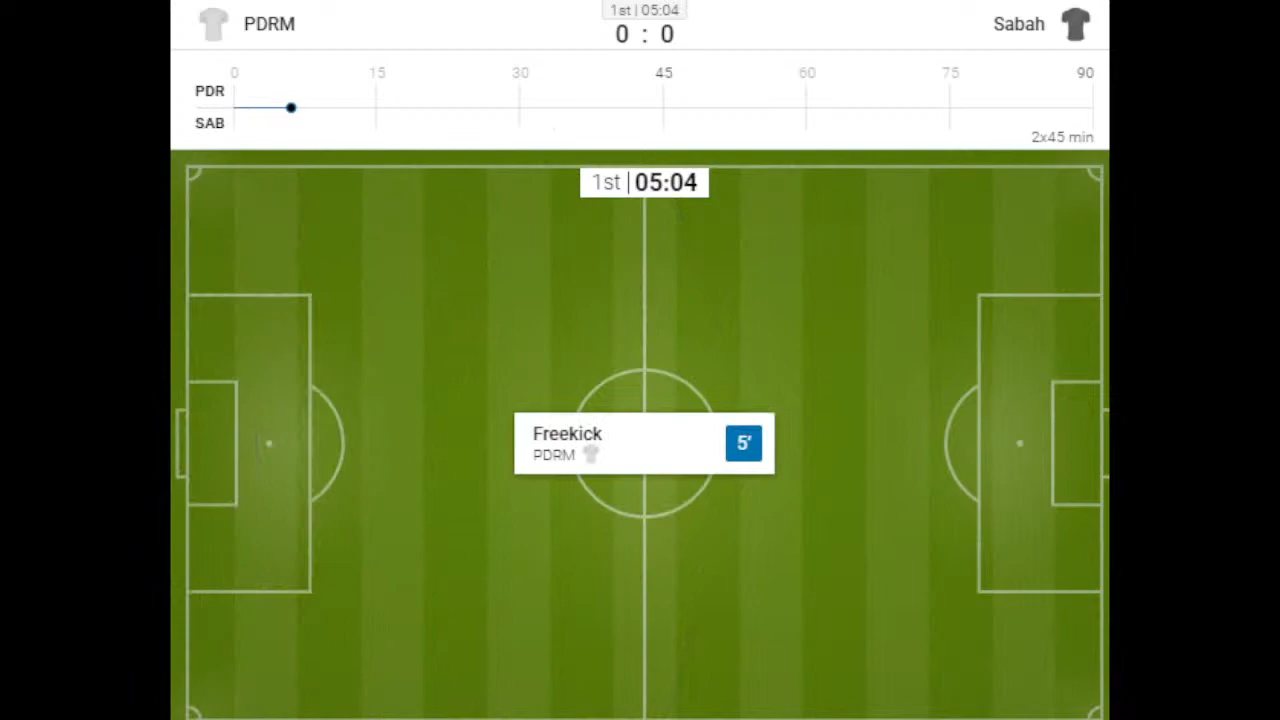 PDRM
1st | 05:04
0 : 0
Sabah
0 15 30 45 60 75 90
PDR
SAB
2x45 min
1st | 05:04
Freekick
PDRM
5'